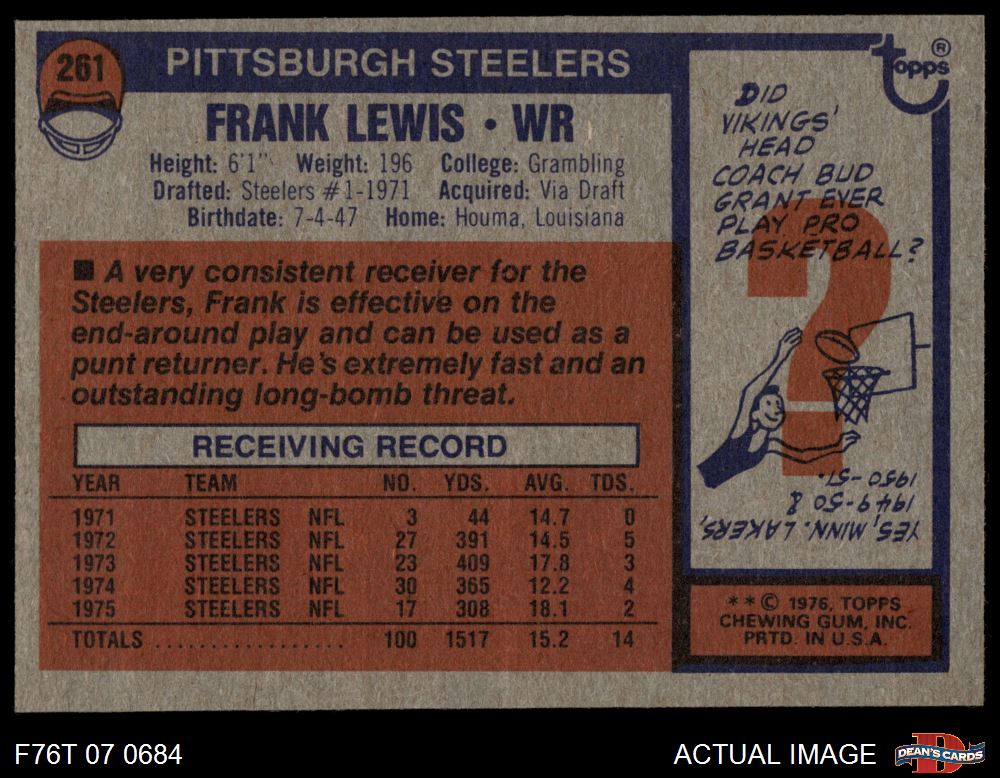 261
PITTSBURGH STEELERS
FRANK LEWIS • WR
Height: 6'1" Weight: 196 College: Grambling
Drafted: Steelers #1-1971 Acquired: Via Draft
Birthdate: 7-4-47 Home: Houma, Louisiana
■ A very consistent receiver for the
Steelers, Frank is effective on the
end-around play and can be used as a
punt returner. He's extremely fast and an
outstanding long-bomb threat.
RECEIVING RECORD
YEAR TEAM NO. YDS. AVG. TDS.
1971 STEELERS NFL 3 44 14.7 0
1972 STEELERS NFL 27 391 14.5 5
1973 STEELERS NFL 23 409 17.8 3
1974 STEELERS NFL 30 365 12.2 4
1975 STEELERS NFL 17 308 18.1 2
TOTALS .................. 100 1517 15.2 14
topps ®
DID
VIKINGS'
HEAD
COACH BUD
GRANT EVER
PLAY PRO
BASKETBALL?
?
YES, MINN. LAKERS,
1949-50 &
1950-51.
** © 1976, TOPPS
CHEWING GUM, INC.
PRTD. IN U.S.A.
F76T 07 0684
ACTUAL IMAGE
D
DEAN'S CARDS